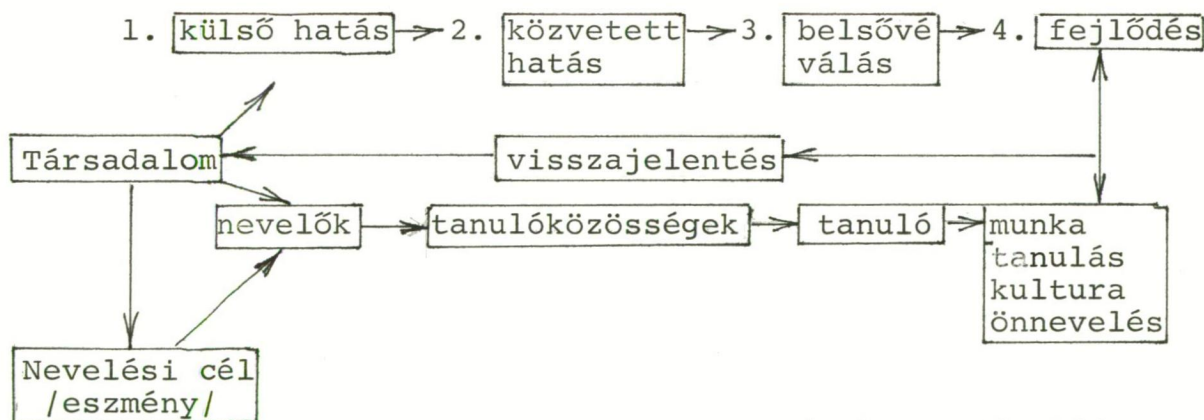 1. külső hatás 2. közvetett hatás 3. belsővé válás 4. fejlődés
Társadalom visszajelentés
nevelők tanulóközösségek tanuló munka
tanulás
kultura
önnevelés
Nevelési cél
/eszmény/